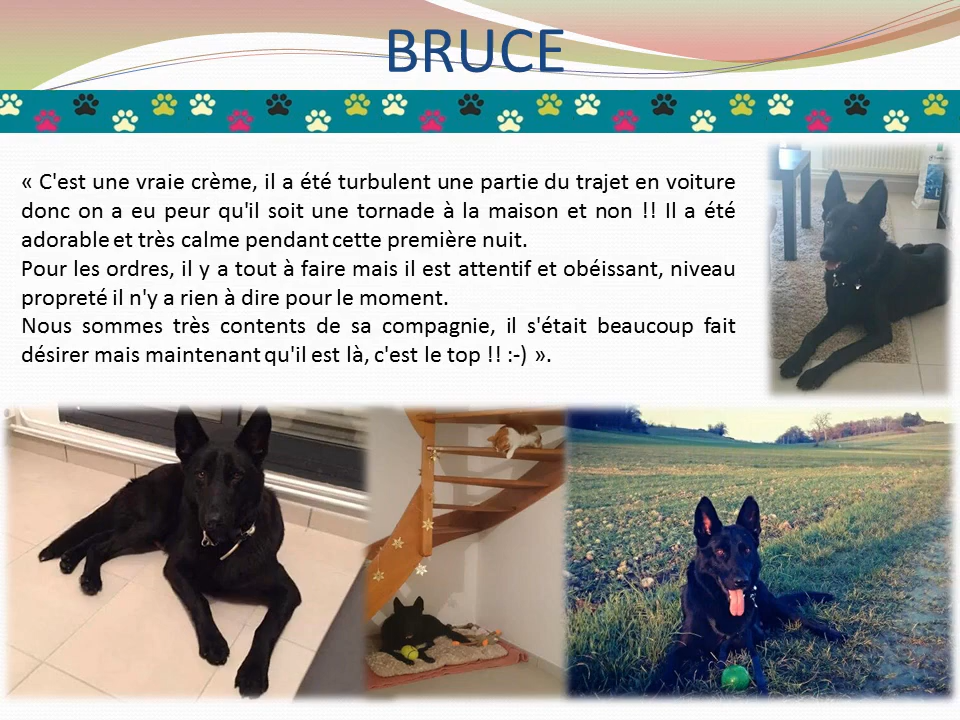 BRUCE
« C'est une vraie crème, il a été turbulent une partie du trajet en voiture
donc on a eu peur qu'il soit une tornade à la maison et non !! Il a été
adorable et très calme pendant cette première nuit.
Pour les ordres, il y a tout à faire mais il est attentif et obéissant, niveau
propreté il n'y a rien à dire pour le moment.
Nous sommes très contents de sa compagnie, il s'était beaucoup fait
désirer mais maintenant qu'il est là, c'est le top !! :-) ».